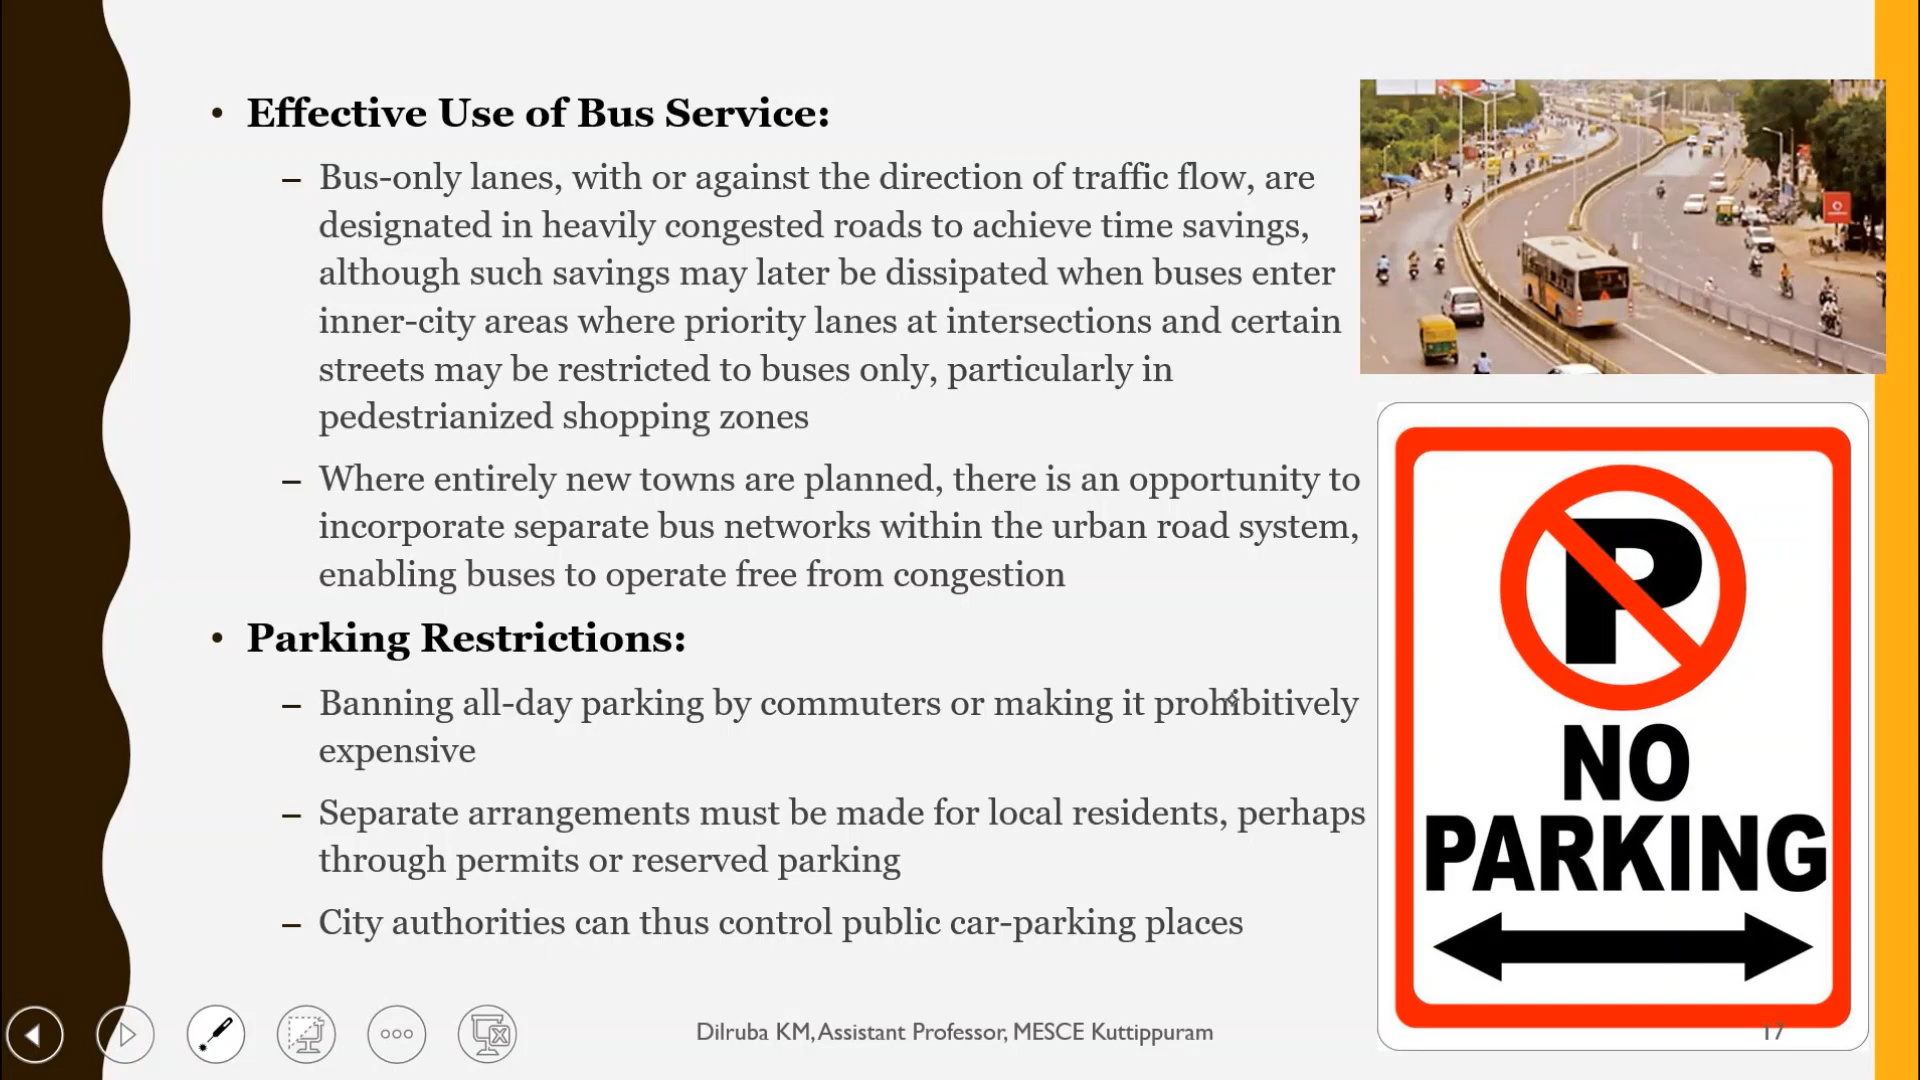 • Effective Use of Bus Service:
– Bus-only lanes, with or against the direction of traffic flow, are
designated in heavily congested roads to achieve time savings,
although such savings may later be dissipated when buses enter
inner-city areas where priority lanes at intersections and certain
streets may be restricted to buses only, particularly in
pedestrianized shopping zones
– Where entirely new towns are planned, there is an opportunity to
incorporate separate bus networks within the urban road system,
enabling buses to operate free from congestion
• Parking Restrictions:
– Banning all-day parking by commuters or making it prohibitively
expensive
– Separate arrangements must be made for local residents, perhaps
through permits or reserved parking
– City authorities can thus control public car-parking places
P
NO
PARKING
Dilruba KM, Assistant Professor, MESCE Kuttippuram
17